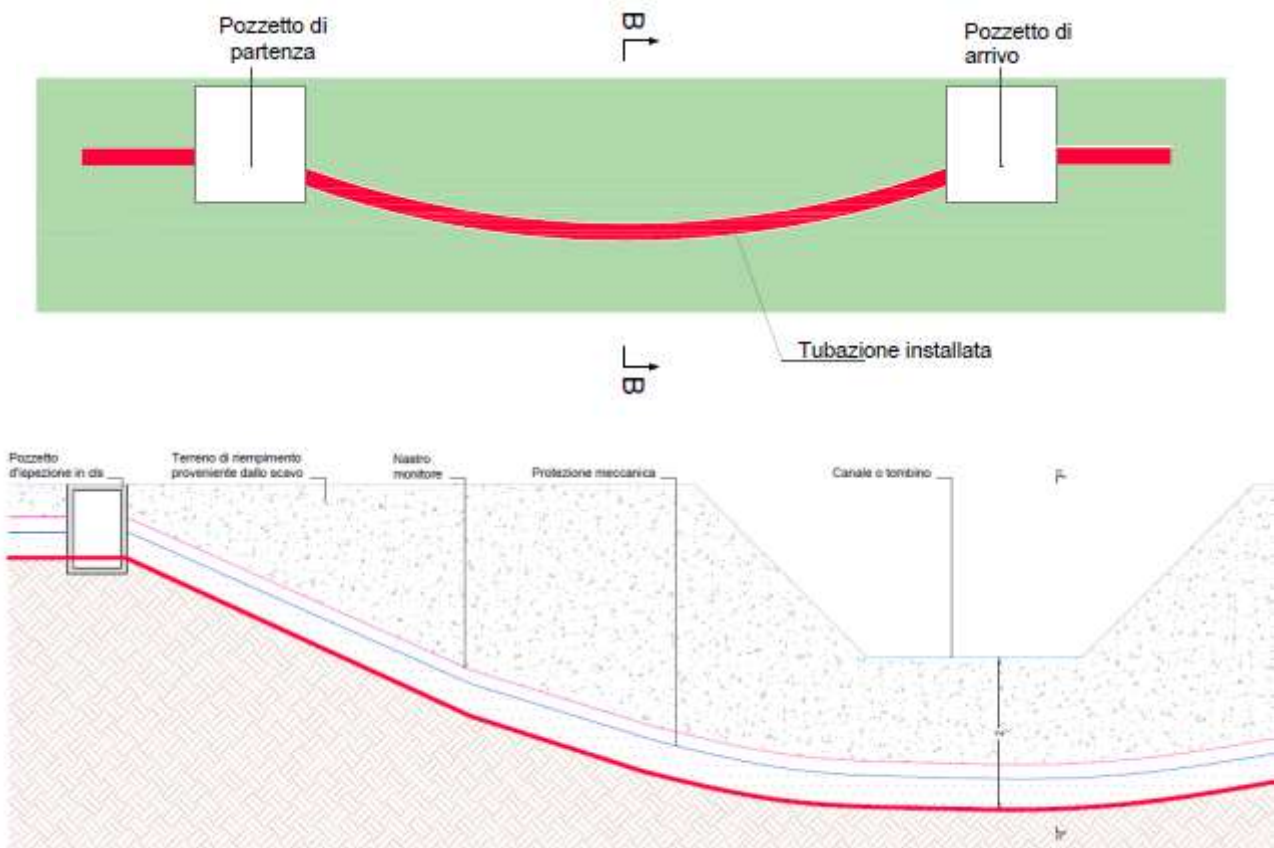 B
Pozzetto di
partenza
Pozzetto di
arrivo
Tubazione installata
B
Pozzetto
d'iepezione in cls
Terreno di riempimento
proveniente dallo scavo
Nastro
monitore
Protezione meccanica
Canale o tombino